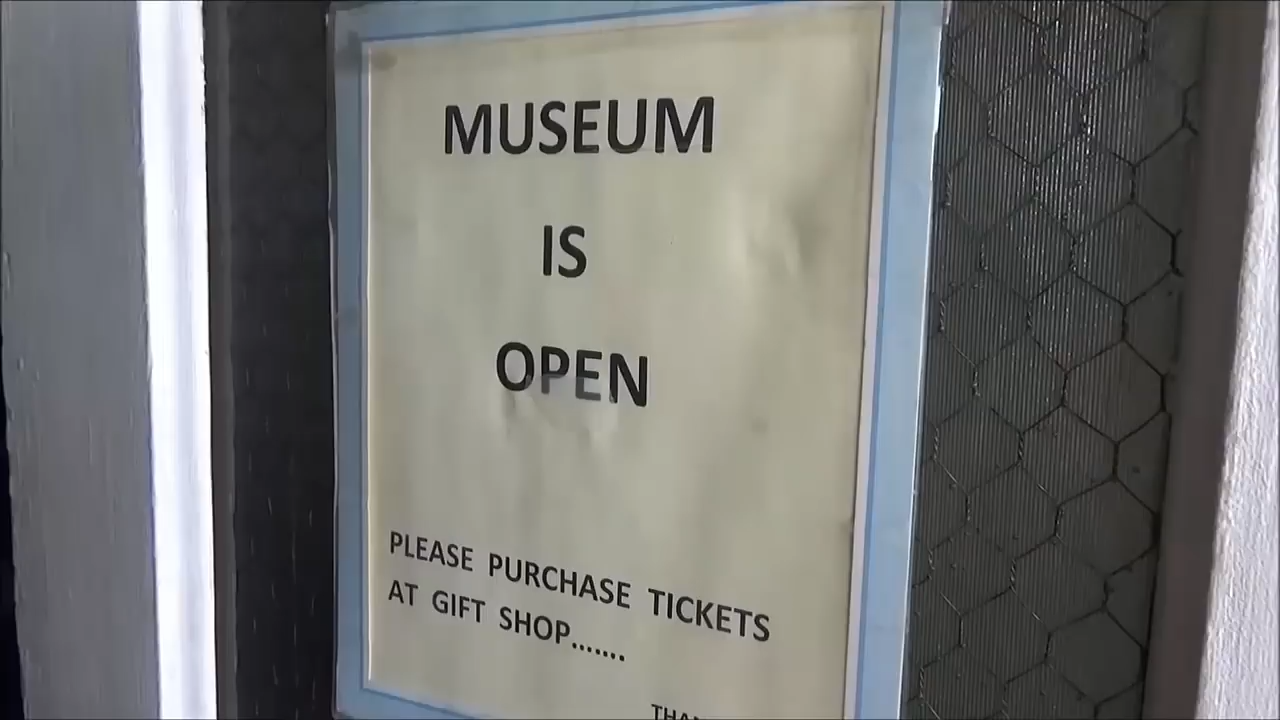 MUSEUM
IS
OPEN
PLEASE PURCHASE TICKETS
AT GIFT SHOP.......